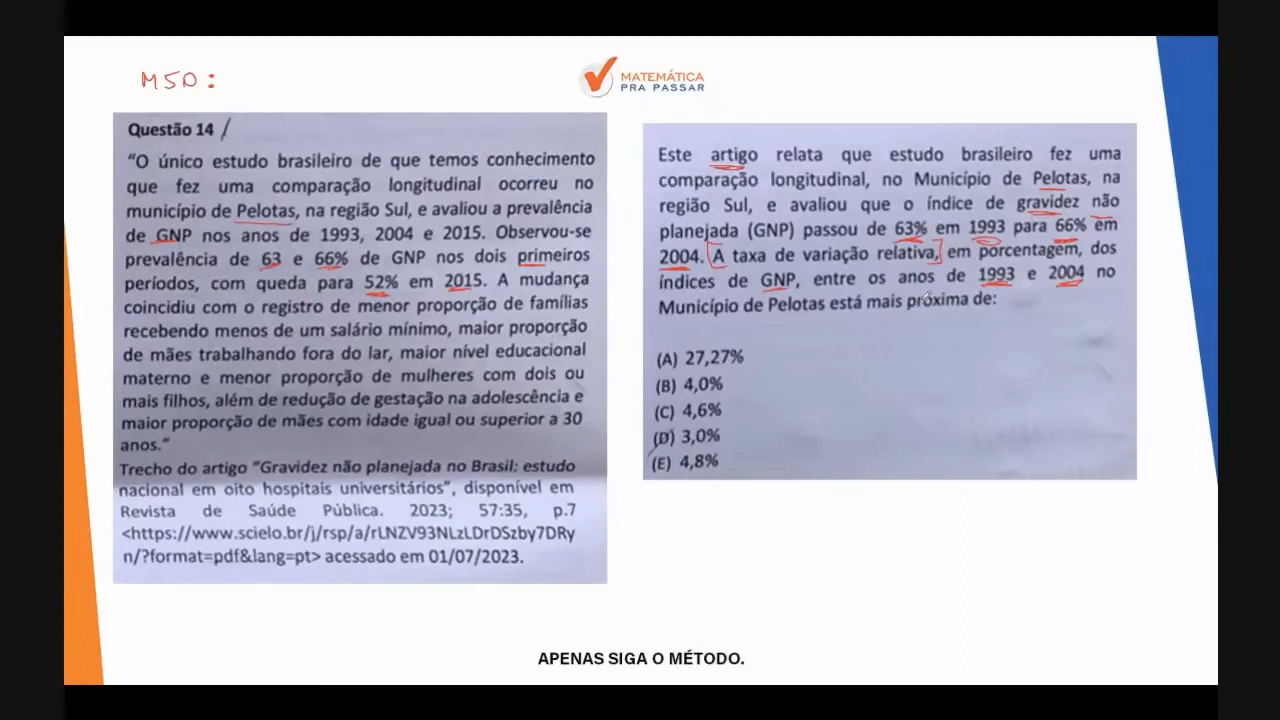 M5D:
MATEMÁTICA
PRA PASSAR
Questão 14 /
"O único estudo brasileiro de que temos conhecimento
que fez uma comparação longitudinal ocorreu no
município de Pelotas, na região Sul, e avaliou a prevalência
de GNP nos anos de 1993, 2004 e 2015. Observou-se
prevalência de 63 e 66% de GNP nos dois primeiros
períodos, com queda para 52% em 2015. A mudança
coincidiu com o registro de menor proporção de famílias
recebendo menos de um salário mínimo, maior proporção
de mães trabalhando fora do lar, maior nível educacional
materno e menor proporção de mulheres com dois ou
mais filhos, além de redução de gestação na adolescência e
maior proporção de mães com idade igual ou superior a 30
anos."
Trecho do artigo "Gravidez não planejada no Brasil: estudo
nacional em oito hospitais universitários", disponível em
Revista de Saúde Pública. 2023; 57:35, p.7
<https://www.scielo.br/j/rsp/a/rLNZV93NLzLDrDSzby7DRy
n/?format=pdf&lang=pt> acessado em 01/07/2023.
Este artigo relata que estudo brasileiro fez uma
comparação longitudinal, no Município de Pelotas, na
região Sul, e avaliou que o índice de gravidez não
planejada (GNP) passou de 63% em 1993 para 66% em
2004. [A taxa de variação relativa,] em porcentagem, dos
índices de GNP, entre os anos de 1993 e 2004 no
Município de Pelotas está mais próxima de:
(A) 27,27%
(B) 4,0%
(C) 4,6%
(D) 3,0%
(E) 4,8%
APENAS SIGA O MÉTODO.